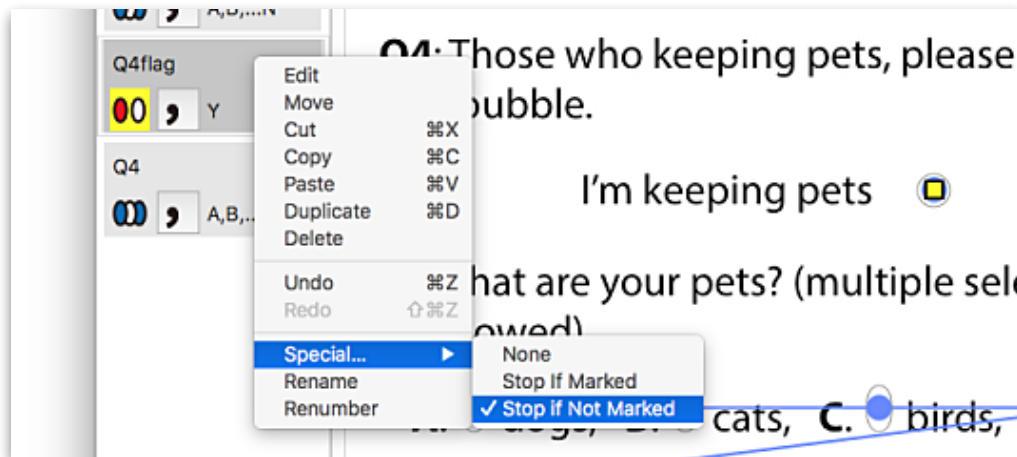 A,B,...N
Q4flag
Y
Q4
A,B,..
Edit
Move
Cut ⌘X
Copy ⌘C
Paste ⌘V
Duplicate ⌘D
Delete
Undo ⌘Z
Redo ⇧⌘Z
Special...
Rename
Renumber
None
Stop If Marked
✓ Stop if Not Marked
Q4: Those who keeping pets, please
bubble.
I'm keeping pets
hat are your pets? (multiple sele
owed)
dogs, B. cats, C. birds,